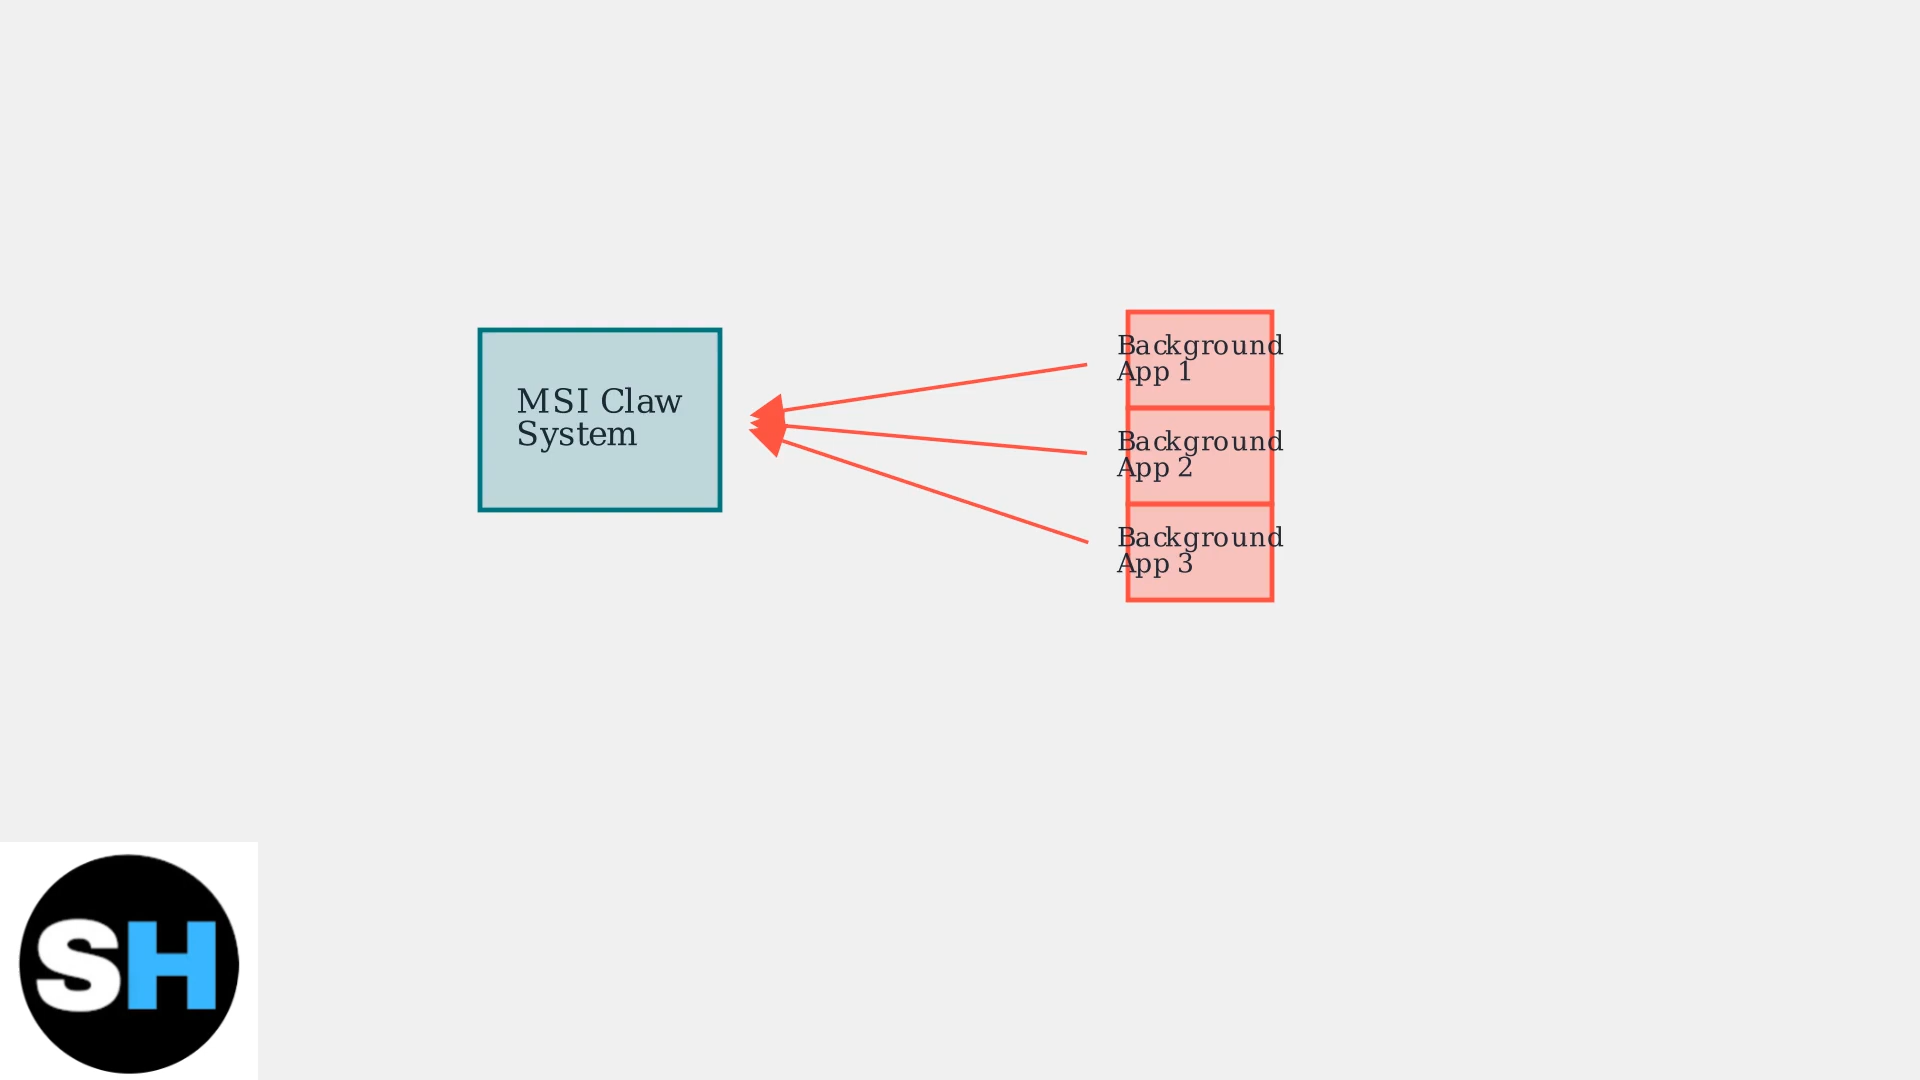 MSI Claw
System
Background
App 1
Background
App 2
Background
App 3
SH